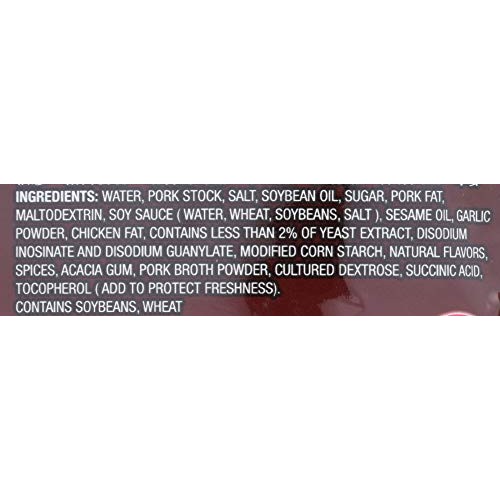 INGREDIENTS: WATER, PORK STOCK, SALT, SOYBEAN OIL, SUGAR, PORK FAT,
MALTODEXTRIN, SOY SAUCE ( WATER, WHEAT, SOYBEANS, SALT ), SESAME OIL, GARLIC
POWDER, CHICKEN FAT, CONTAINS LESS THAN 2% OF YEAST EXTRACT, DISODIUM
INOSINATE AND DISODIUM GUANYLATE, MODIFIED CORN STARCH, NATURAL FLAVORS,
SPICES, ACACIA GUM, PORK BROTH POWDER, CULTURED DEXTROSE, SUCCINIC ACID,
TOCOPHEROL ( ADD TO PROTECT FRESHNESS).
CONTAINS SOYBEANS, WHEAT